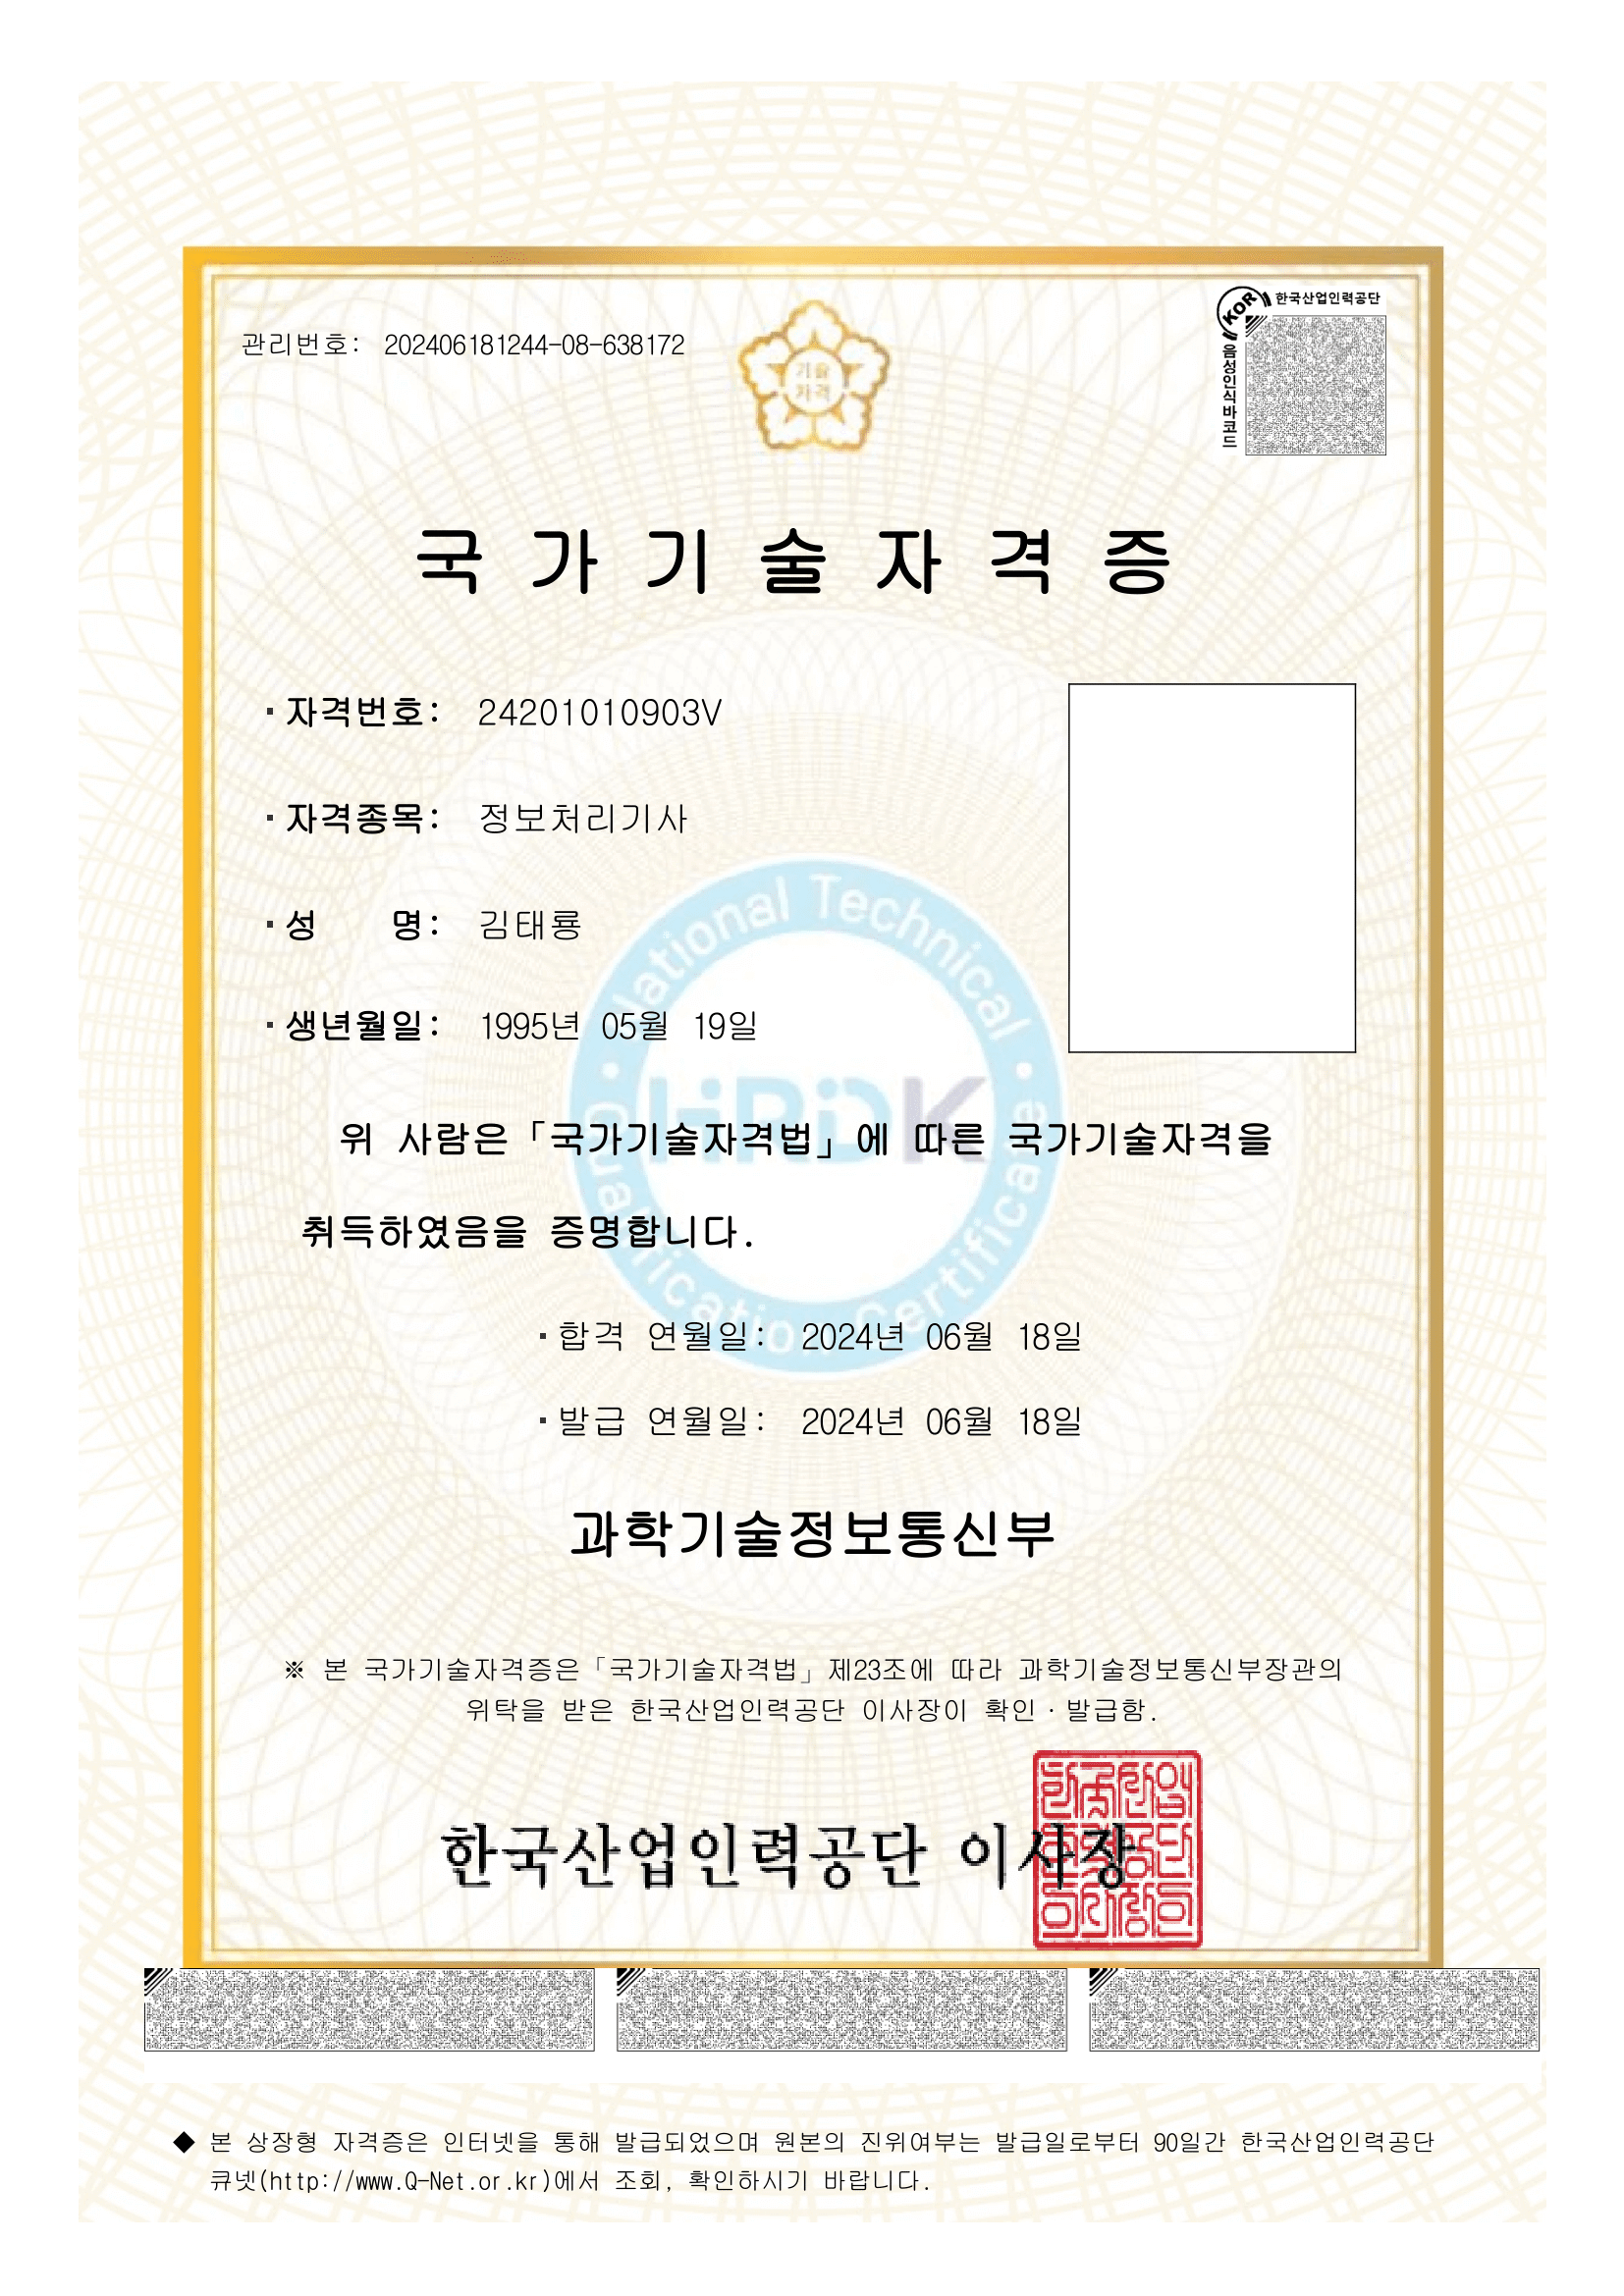 관리번호: 202406181244-08-638172
기술
자격
KOR
한국산업인력공단
음성인식바코드
국 가 기 술 자 격 증
· 자격번호: 24201010903V
· 자격종목: 정보처리기사
· 성 명: 김태룡
· 생년월일: 1995년 05월 19일
National Technical
HRDK
Qualification Certificate
위 사람은「국가기술자격법」에 따른 국가기술자격을
취득하였음을 증명합니다.
· 합격 연월일: 2024년 06월 18일
· 발급 연월일: 2024년 06월 18일
과학기술정보통신부
※ 본 국가기술자격증은「국가기술자격법」제23조에 따라 과학기술정보통신부장관의
위탁을 받은 한국산업인력공단 이사장이 확인·발급함.
한국산업인력공단 이사장
◆ 본 상장형 자격증은 인터넷을 통해 발급되었으며 원본의 진위여부는 발급일로부터 90일간 한국산업인력공단
큐넷(http://www.Q-Net.or.kr)에서 조회, 확인하시기 바랍니다.